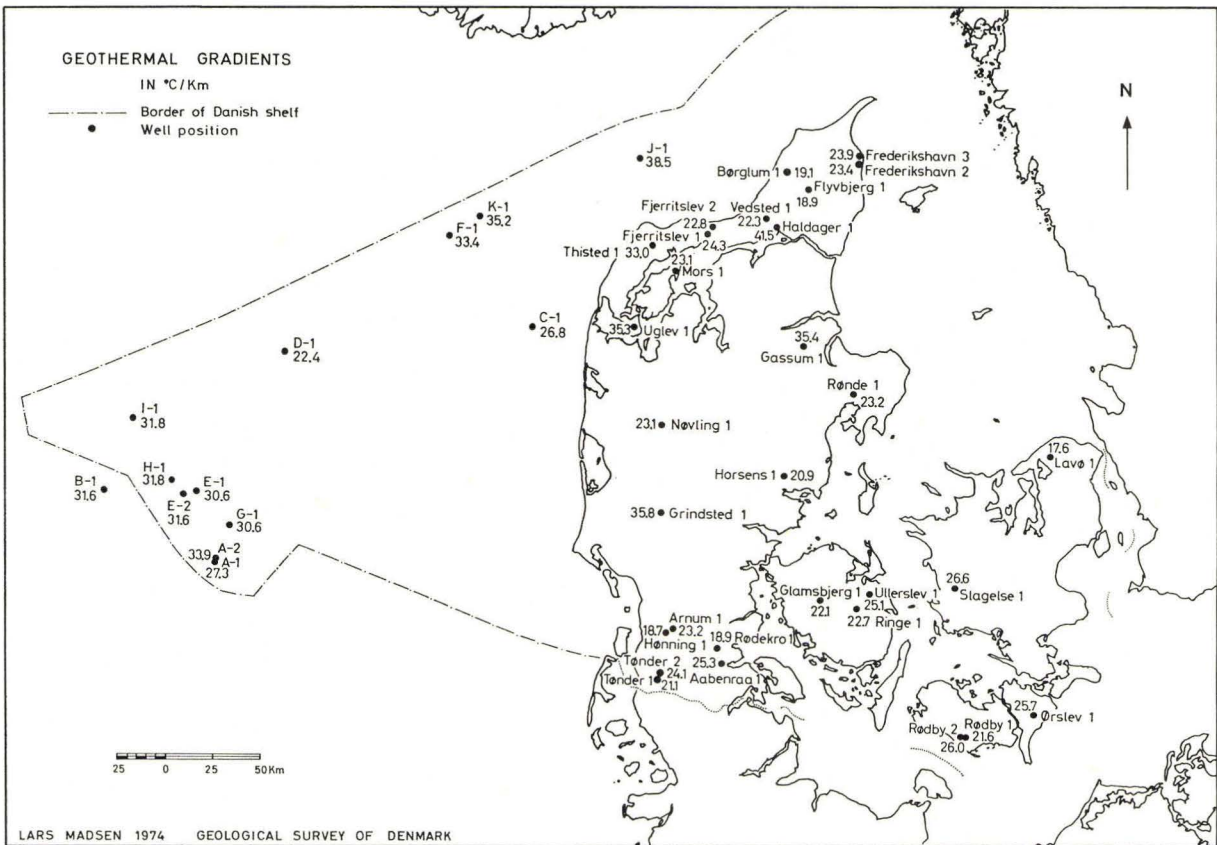 GEOTHERMAL GRADIENTS
IN °C/Km
Border of Danish shelf
Well position
N
J-1
38.5
K-1
35.2
F-1
33.4
C-1
26.8
D-1
22.4
I-1
31.8
H-1
31.8
B-1
31.6
E-1
30.6
E-2
31.6
G-1
30.6
33.9 A-2
A-1
27.3
23.9 Frederikshavn 3
23.4 Frederikshavn 2
Børglum 1 19.1
Flyvbjerg 1
18.9
Fjerritslev 2
22.8
Vedsted 1
22.3
41.5 Haldager 1
Fjerritslev 1
24.3
Thisted 1 33.0
23.1
Mors 1
35.3 Uglev 1
35.4
Gassum 1
Rønde 1
23.2
23.1 Nøvling 1
Horsens 1 20.9
17.6
Lavø 1
35.8 Grindsted 1
Glamsbjerg 1
22.1
Ullerslev 1
25.1
22.7 Ringe 1
26.6
Slagelse 1
Arnum 1
18.7 23.2
Hønning 1
18.9 Rødekro 1
Tønder 2
24.1
25.3
Aabenraa 1
Tønder 1
21.1
25.7
Ørslev 1
Rødby 2
26.0
Rødby 1
21.6
25 0 25 50 Km
LARS MADSEN 1974 GEOLOGICAL SURVEY OF DENMARK